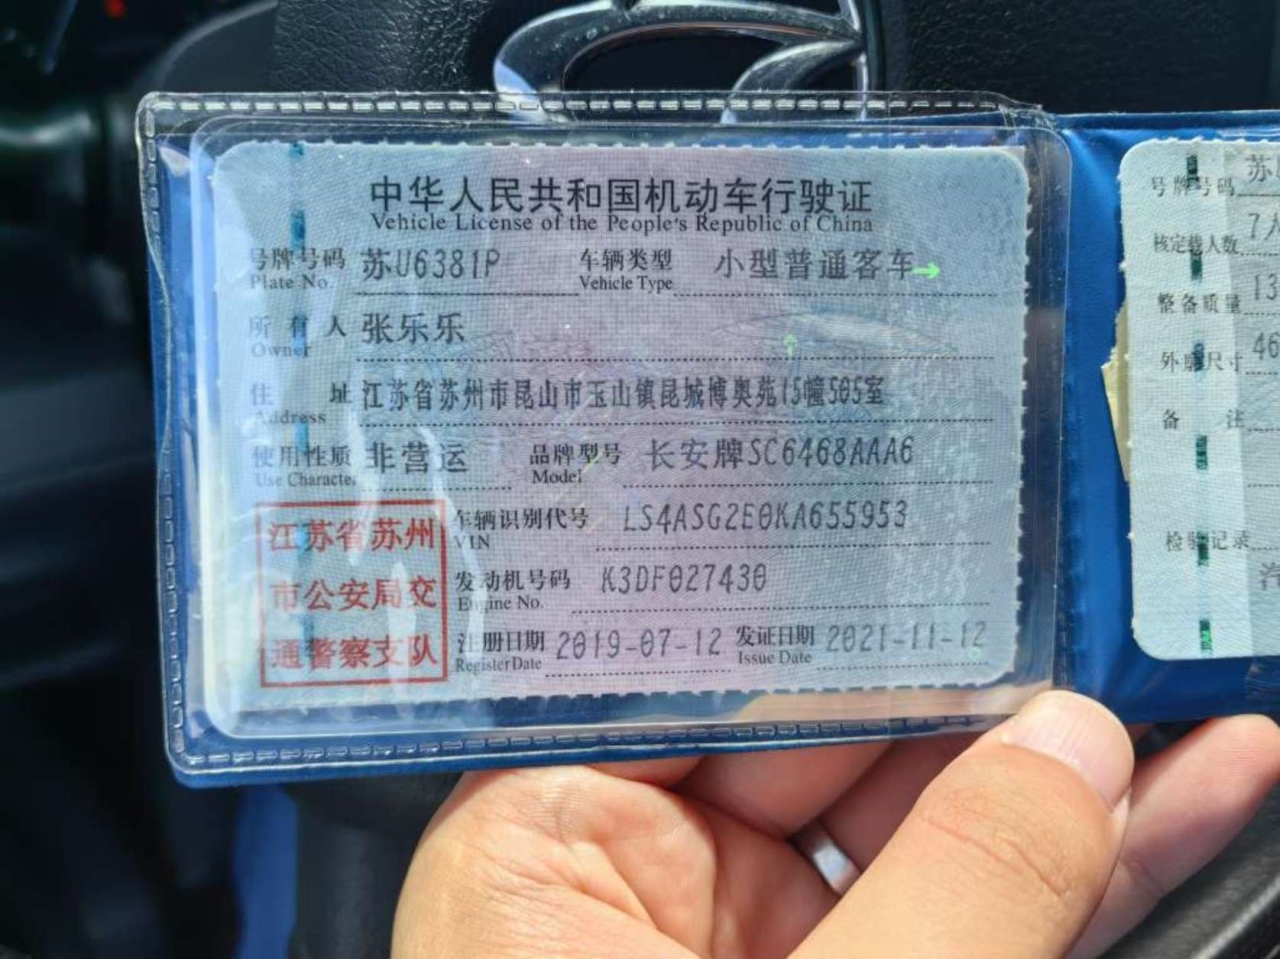 中华人民共和国机动车行驶证
Vehicle License of the People's Republic of China
号牌号码 苏U6381P 车辆类型 小型普通客车
Plate No. Vehicle Type
所有人 张乐乐
Owner
住址 江苏省苏州市昆山市玉山镇昆城博奥苑15幢505室
Address
使用性质 非营运 品牌型号 长安牌SC6468AAA6
Use Character Model
车辆识别代号 LS4ASG2E0KA655953
VIN
发动机号码 K3DF027430
Engine No.
注册日期 2019-07-12 发证日期 2021-11-12
Register Date Issue Date
江苏省苏州
市公安局交
通警察支队
号牌号码 苏
核定载人数 7
整备质量 13
外廓尺寸 46
备注
检验记录